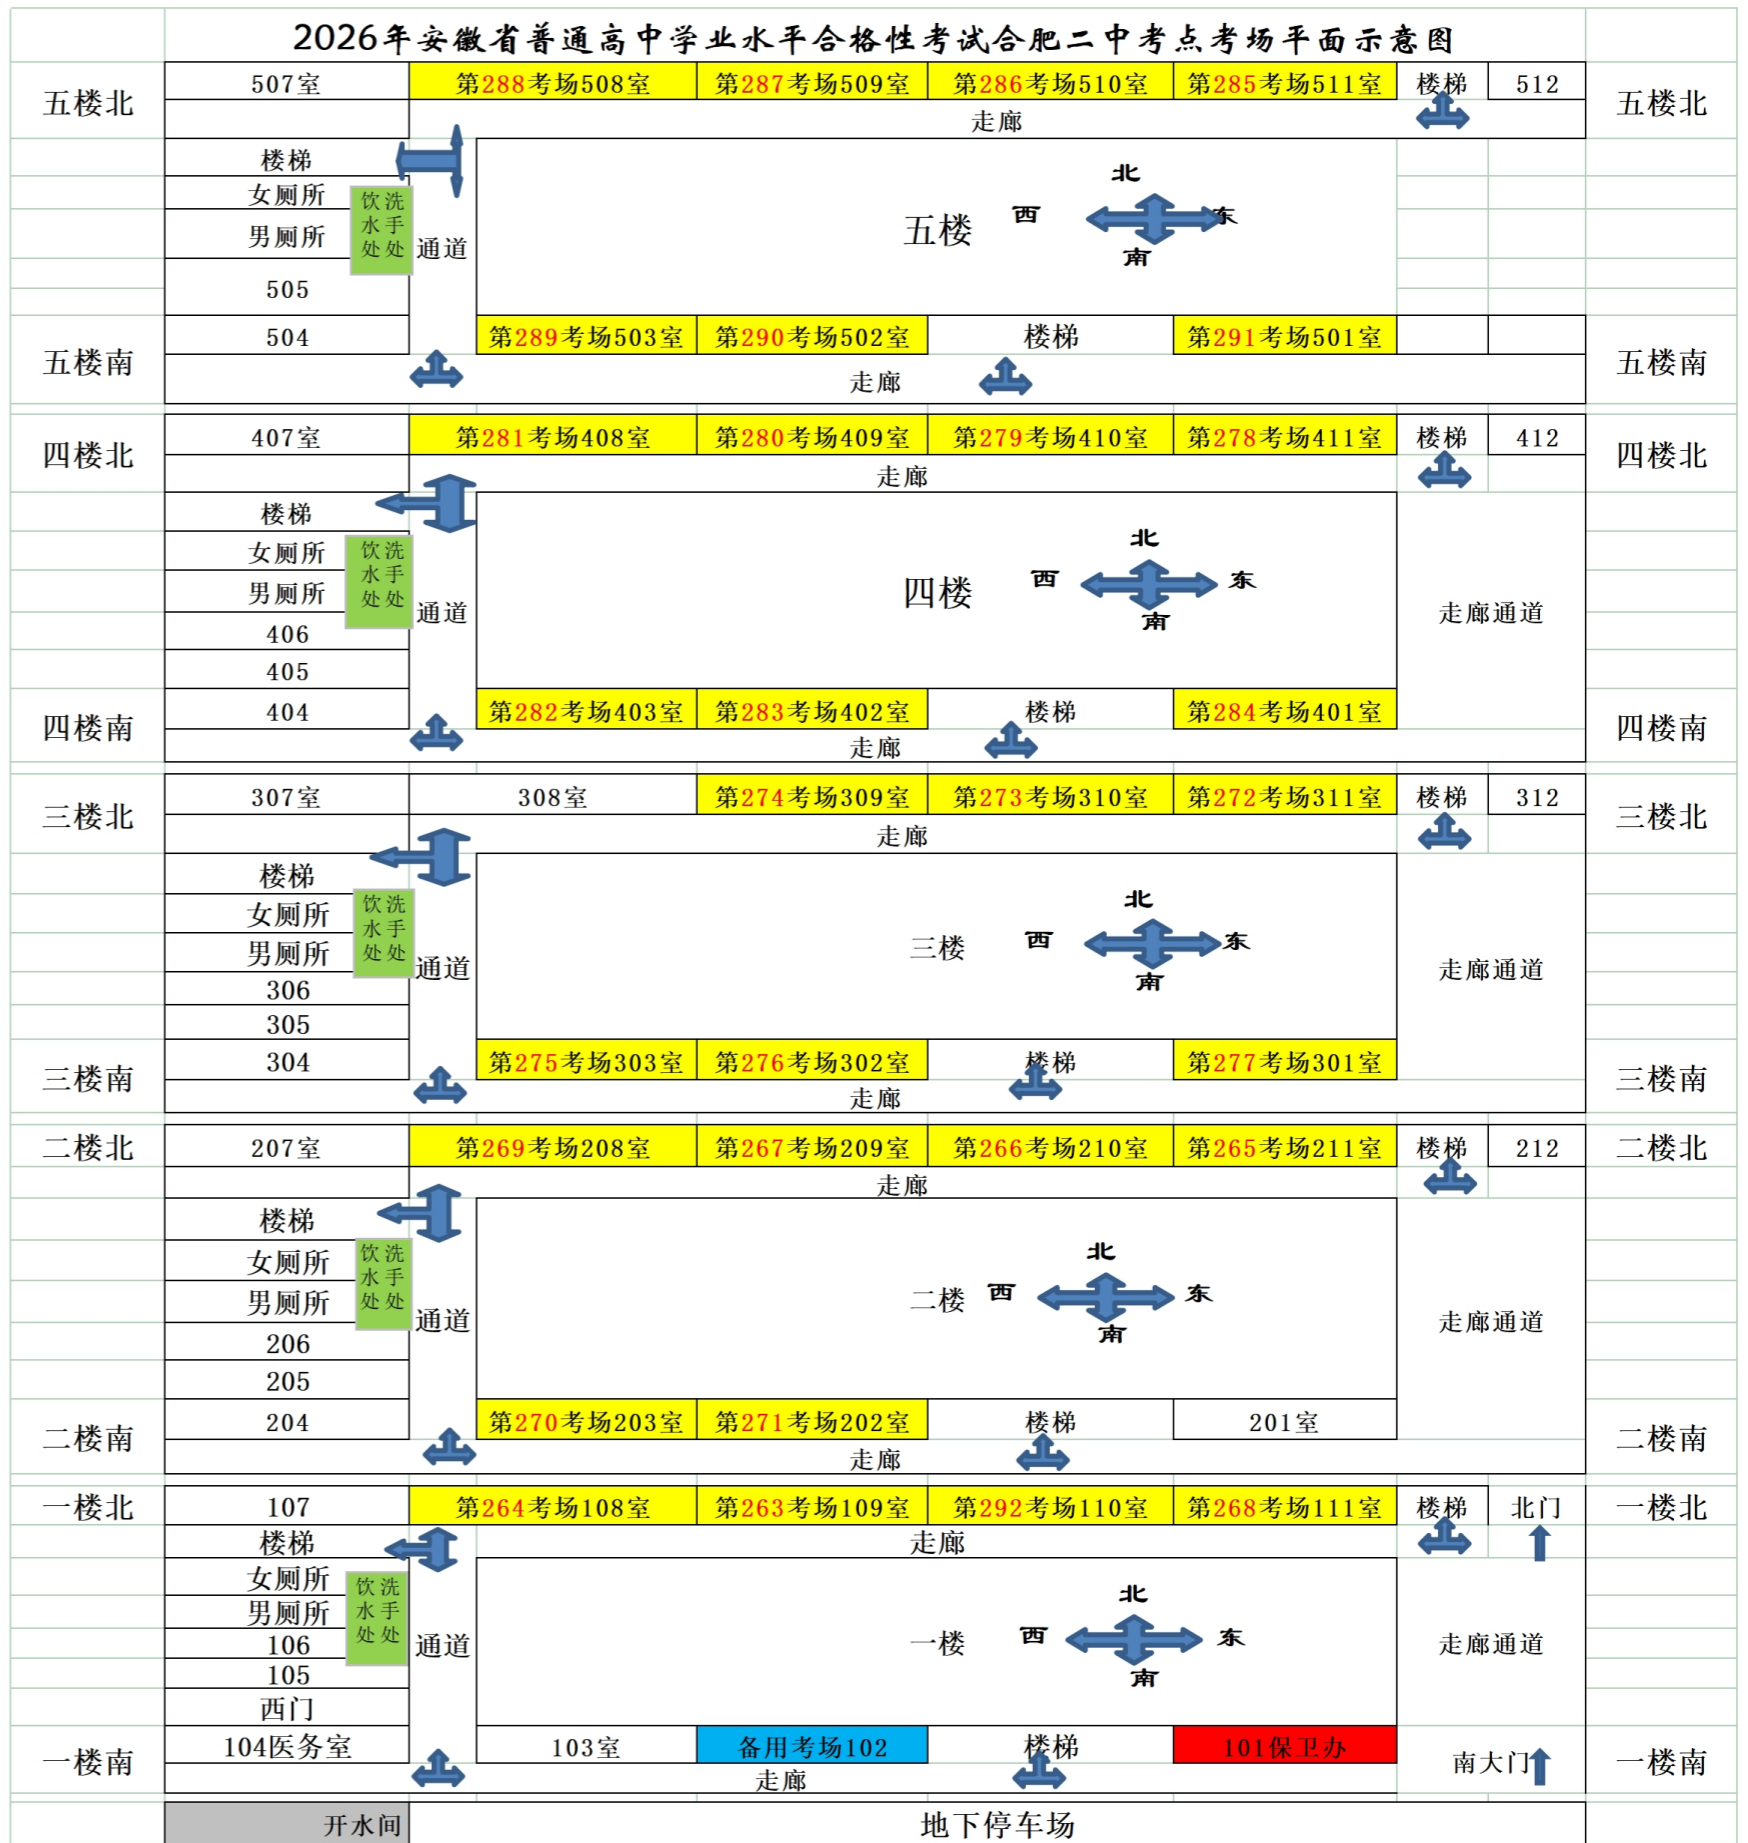 2026年安徽省普通高中学业水平合格性考试合肥二中考点考场平面示意图
五楼北 507室 第288考场508室 第287考场509室 第286考场510室 第285考场511室 楼梯 512 五楼北
走廊
楼梯
女厕所
男厕所
饮水处 洗手处
通道
505
五楼
北
西 东
南
五楼南 504 第289考场503室 第290考场502室 楼梯 第291考场501室 五楼南
走廊
四楼北 407室 第281考场408室 第280考场409室 第279考场410室 第278考场411室 楼梯 412 四楼北
走廊
楼梯
女厕所
男厕所
饮水处 洗手处
通道
406
405
四楼
北
西 东
南
走廊通道
四楼南 404 第282考场403室 第283考场402室 楼梯 第284考场401室 四楼南
走廊
三楼北 307室 308室 第274考场309室 第273考场310室 第272考场311室 楼梯 312 三楼北
走廊
楼梯
女厕所
男厕所
饮水处 洗手处
通道
306
305
三楼
北
西 东
南
走廊通道
三楼南 304 第275考场303室 第276考场302室 楼梯 第277考场301室 三楼南
走廊
二楼北 207室 第269考场208室 第267考场209室 第266考场210室 第265考场211室 楼梯 212 二楼北
走廊
楼梯
女厕所
男厕所
饮水处 洗手处
通道
206
205
二楼
北
西 东
南
走廊通道
二楼南 204 第270考场203室 第271考场202室 楼梯 201室 二楼南
走廊
一楼北 107 第264考场108室 第263考场109室 第292考场110室 第268考场111室 楼梯 北门 一楼北
楼梯 走廊
女厕所
男厕所
饮水处 洗手处
通道
106
105
西门
一楼
北
西 东
南
走廊通道
一楼南 104医务室 103室 备用考场102 楼梯 101保卫办 南大门 一楼南
走廊
开水间 地下停车场